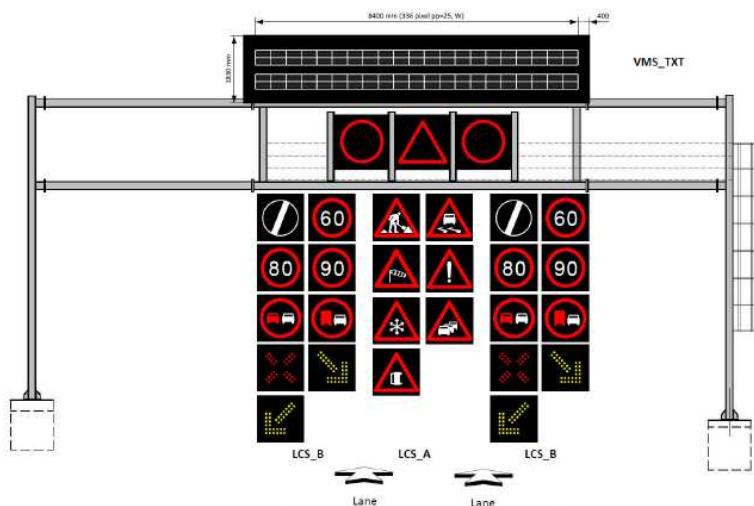 8400 mm (336 pixel pp=25, W)
400
1830 mm
VMS_TXT
60
60
80
90
80
90
LCS_B
LCS_A
LCS_B
Lane
Lane